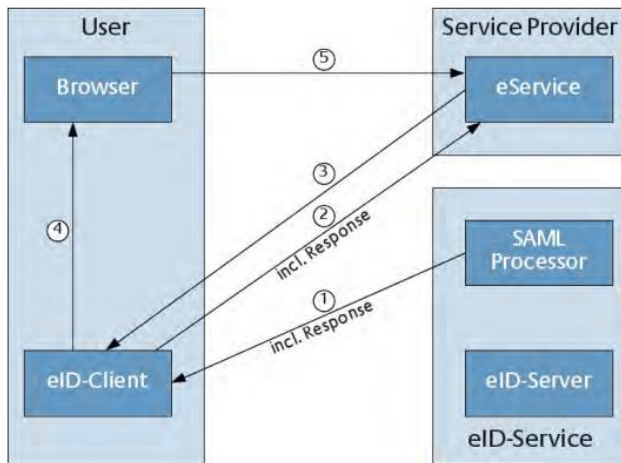 User
Service Provider
Browser
⑤
eService
③
②
incl. Response
④
SAML
Processor
①
incl. Response
eID-Client
eID-Server
eID-Service